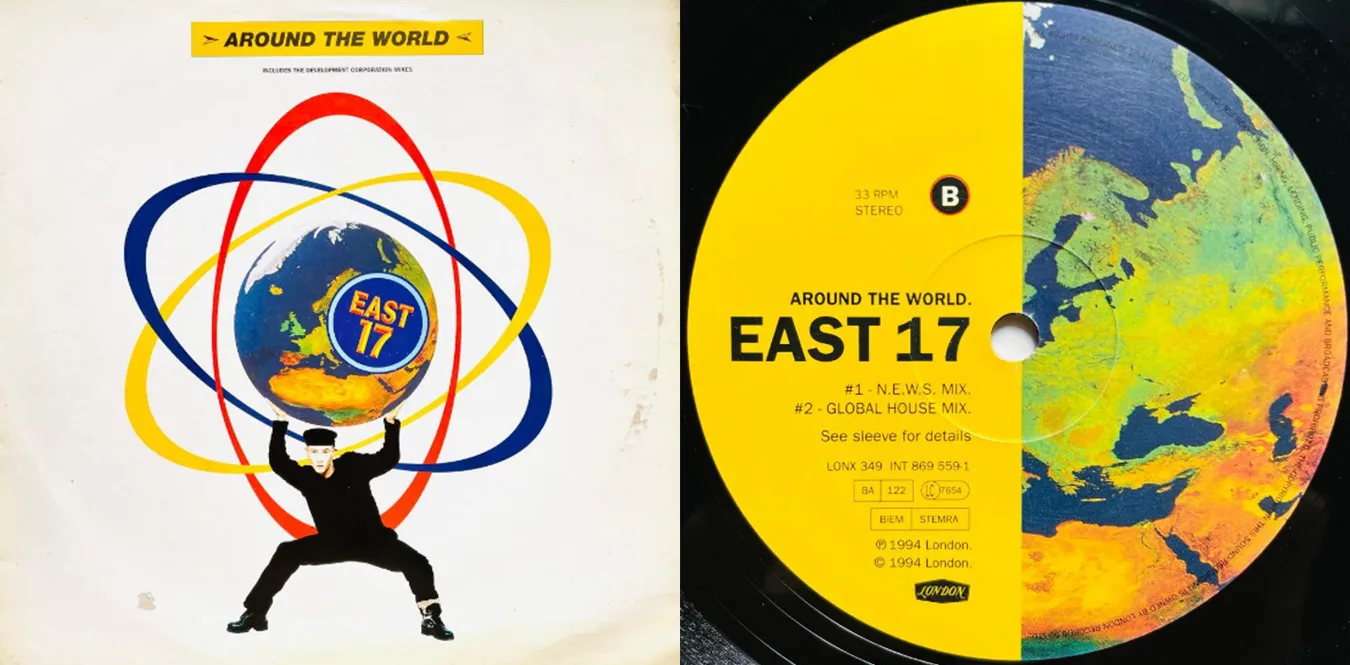 AROUND THE WORLD
INCLUDES THE DEVELOPMENT CORPORATION MIXES
EAST
17
33 RPM
STEREO
B
AROUND THE WORLD.
EAST 17
#1 - N.E.W.S. MIX.
#2 - GLOBAL HOUSE MIX.
See sleeve for details
LONX 349 INT 869 559-1
BA 122 LC 7654
BIEM STEMRA
℗ 1994 London.
© 1994 London.
LONDON